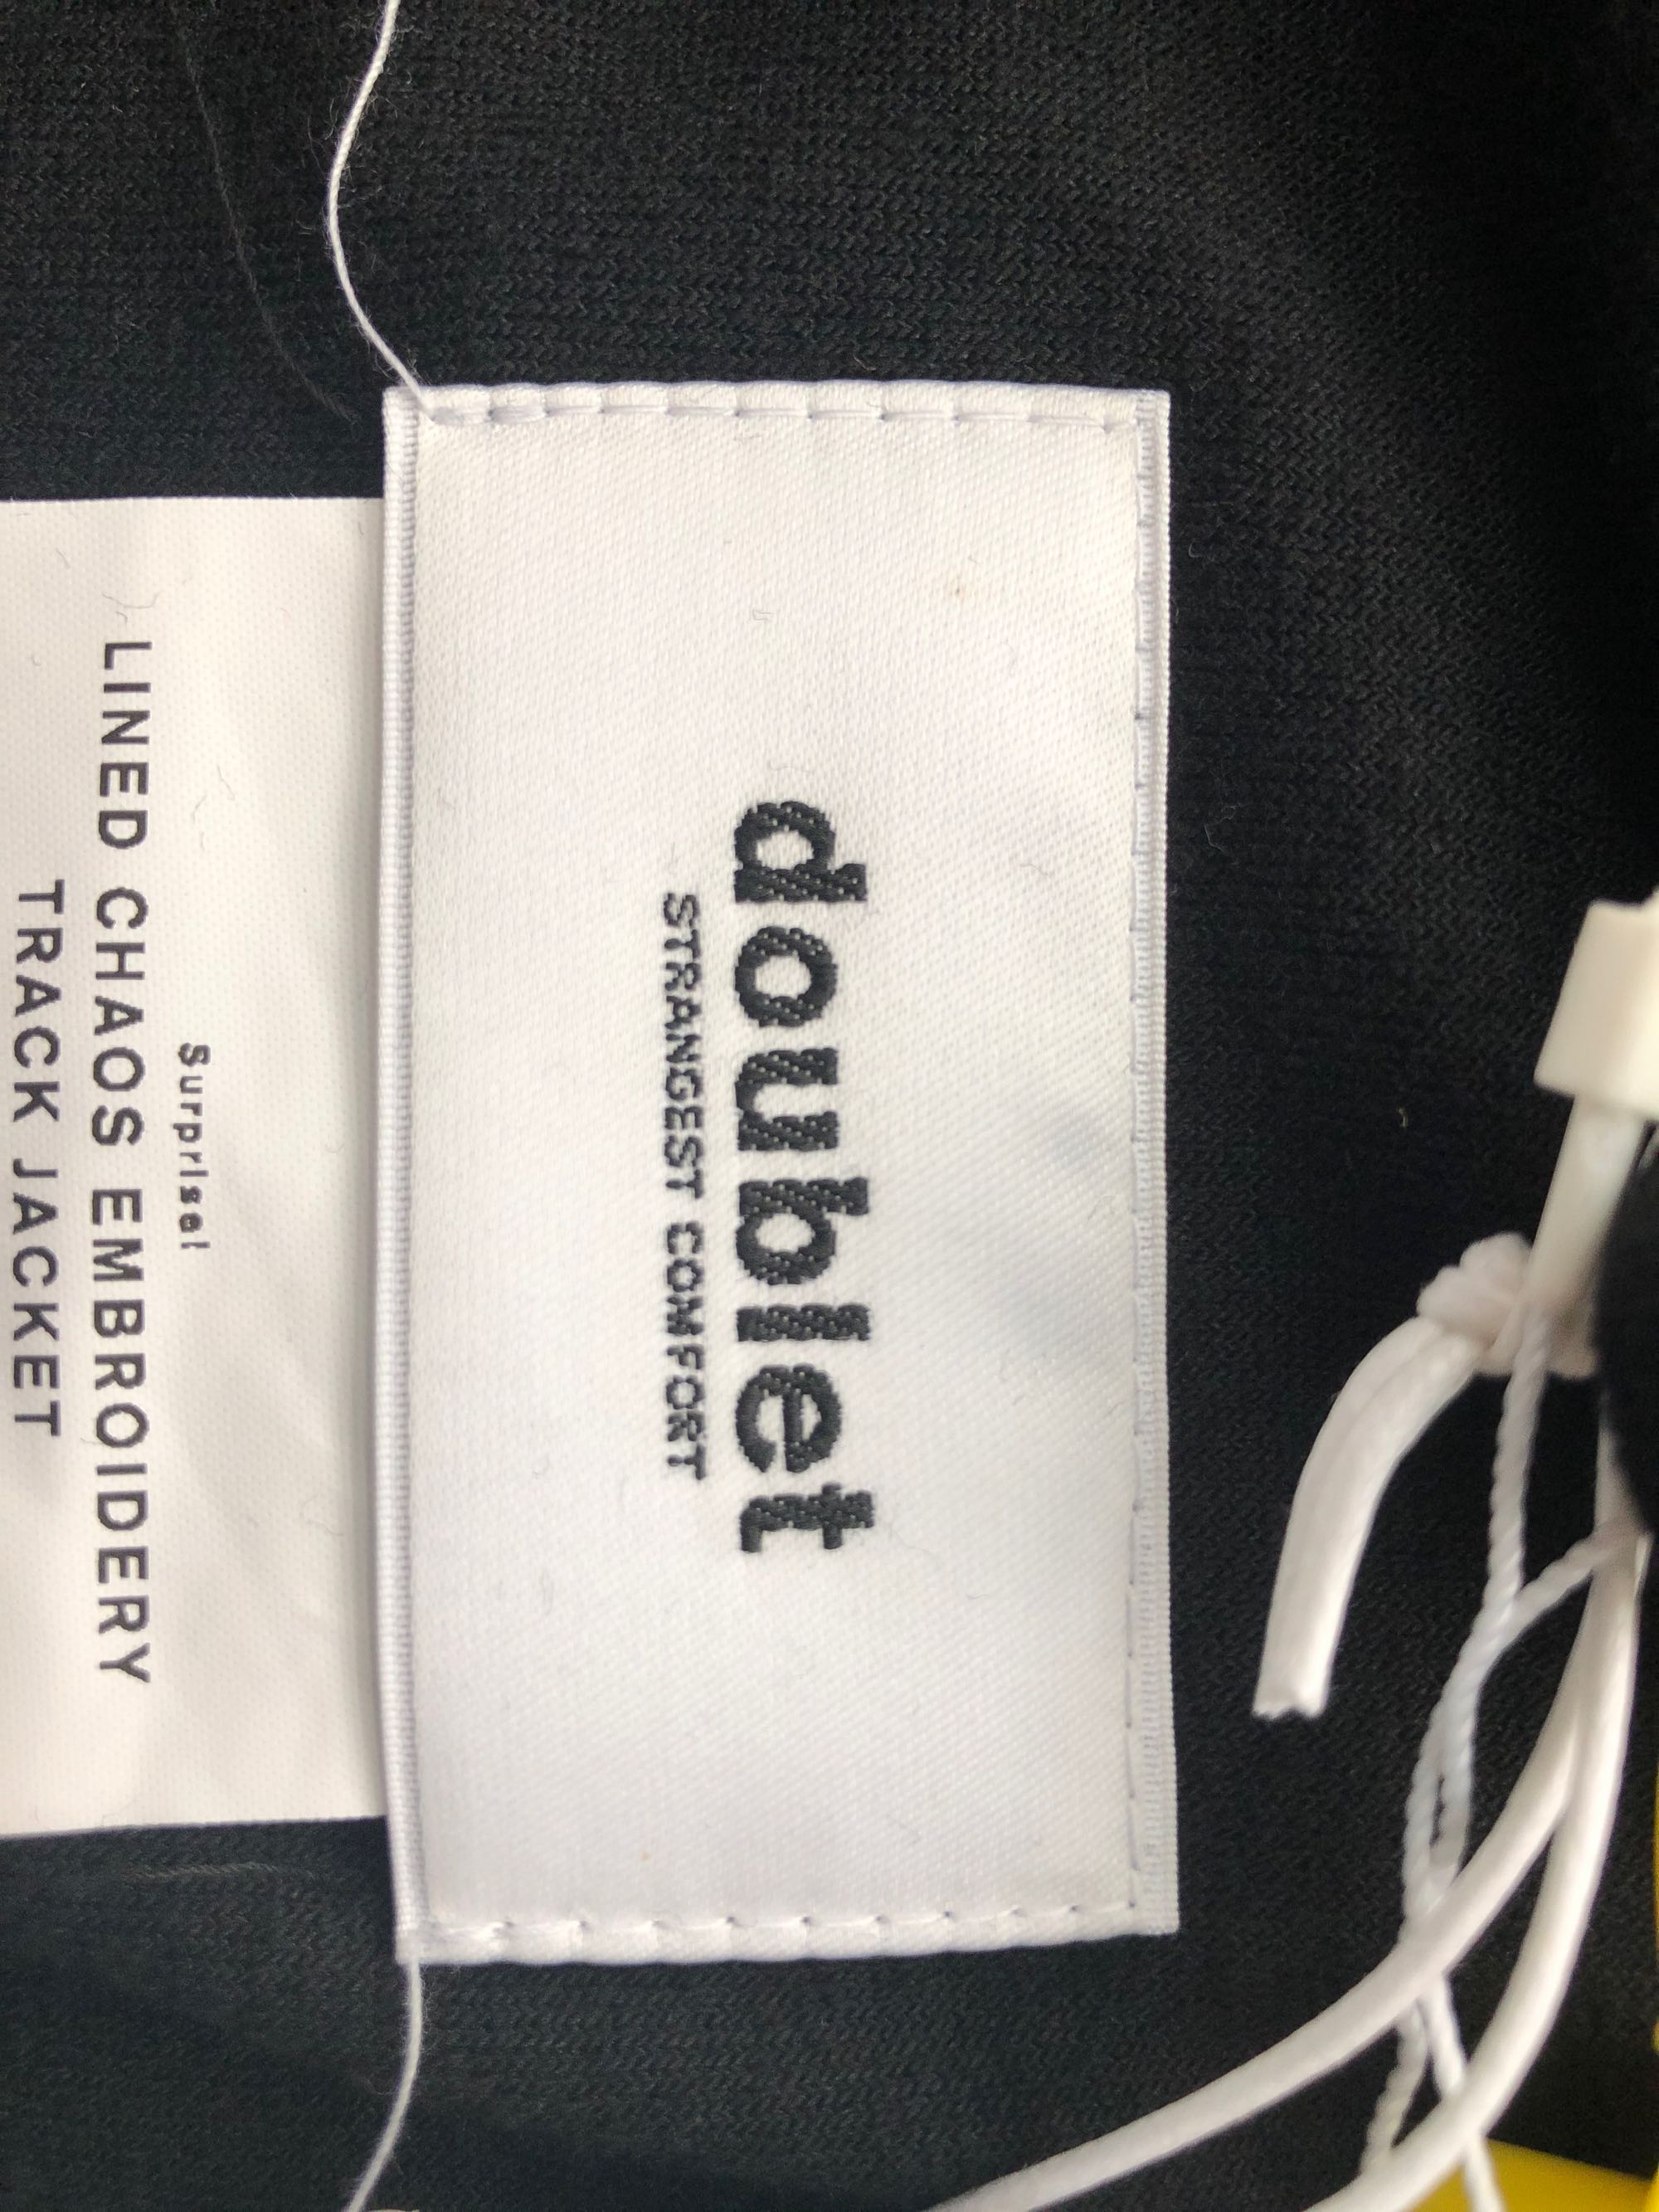 doublet
STRANGEST COMFORT
Surprise!
LINED CHAOS EMBROIDERY
TRACK JACKET